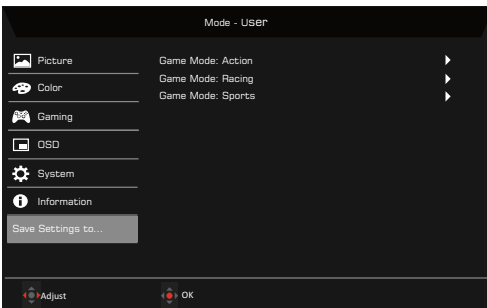 Mode - User
Picture
Color
Gaming
OSD
System
Information
Save Settings to...
Game Mode: Action
Game Mode: Racing
Game Mode: Sports
Adjust
OK